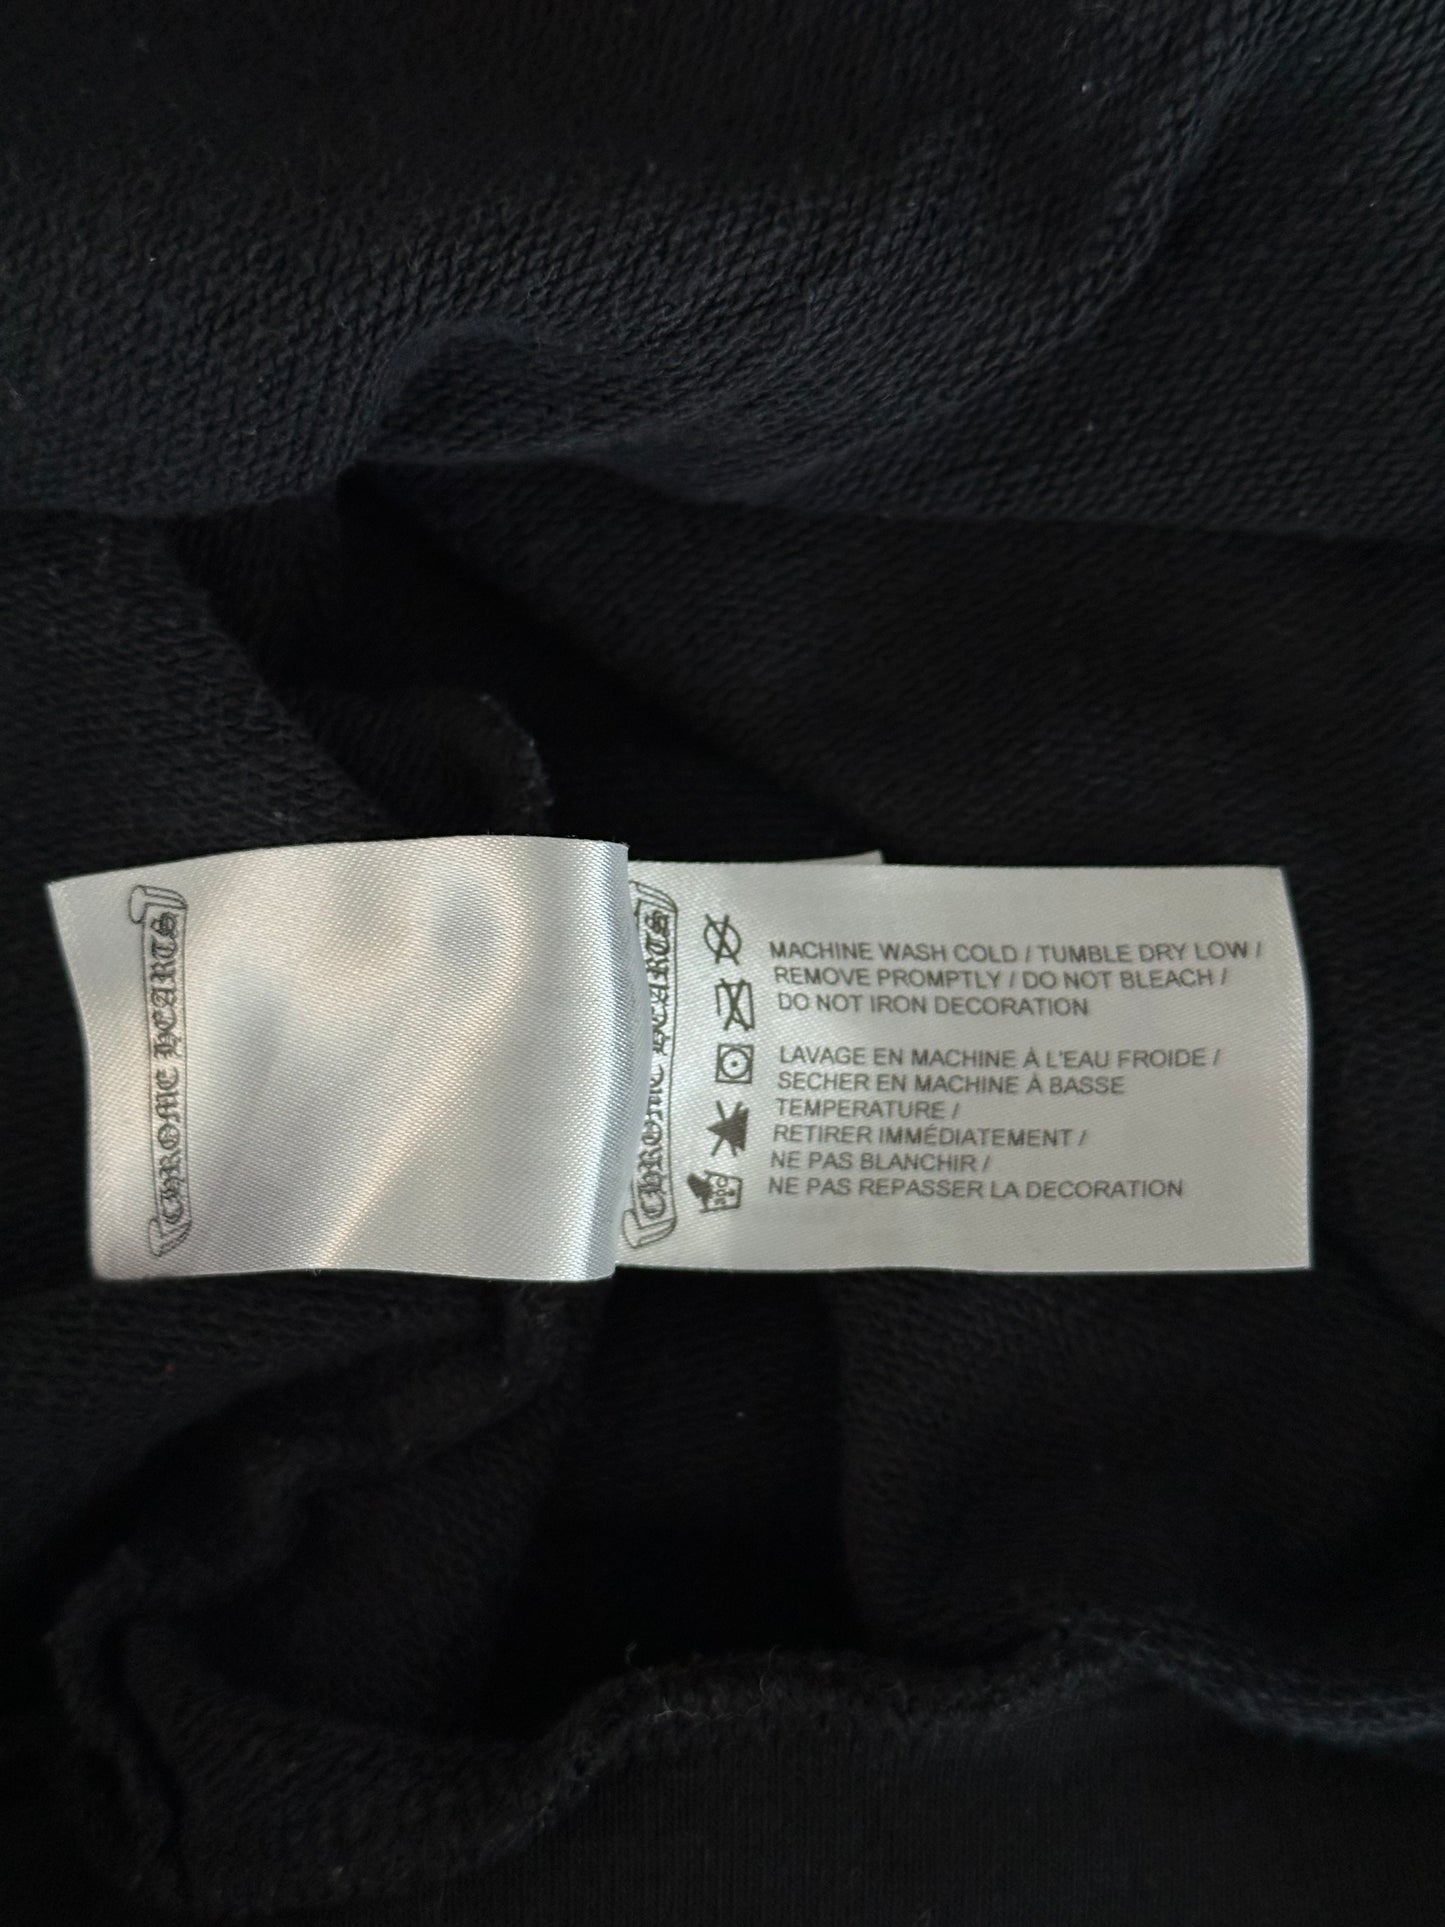 CHROME HEARTS
CHROME HEARTS
MACHINE WASH COLD / TUMBLE DRY LOW /
REMOVE PROMPTLY / DO NOT BLEACH /
DO NOT IRON DECORATION
LAVAGE EN MACHINE À L'EAU FROIDE /
SECHER EN MACHINE À BASSE
TEMPERATURE /
RETIRER IMMÉDIATEMENT /
NE PAS BLANCHIR /
NE PAS REPASSER LA DECORATION